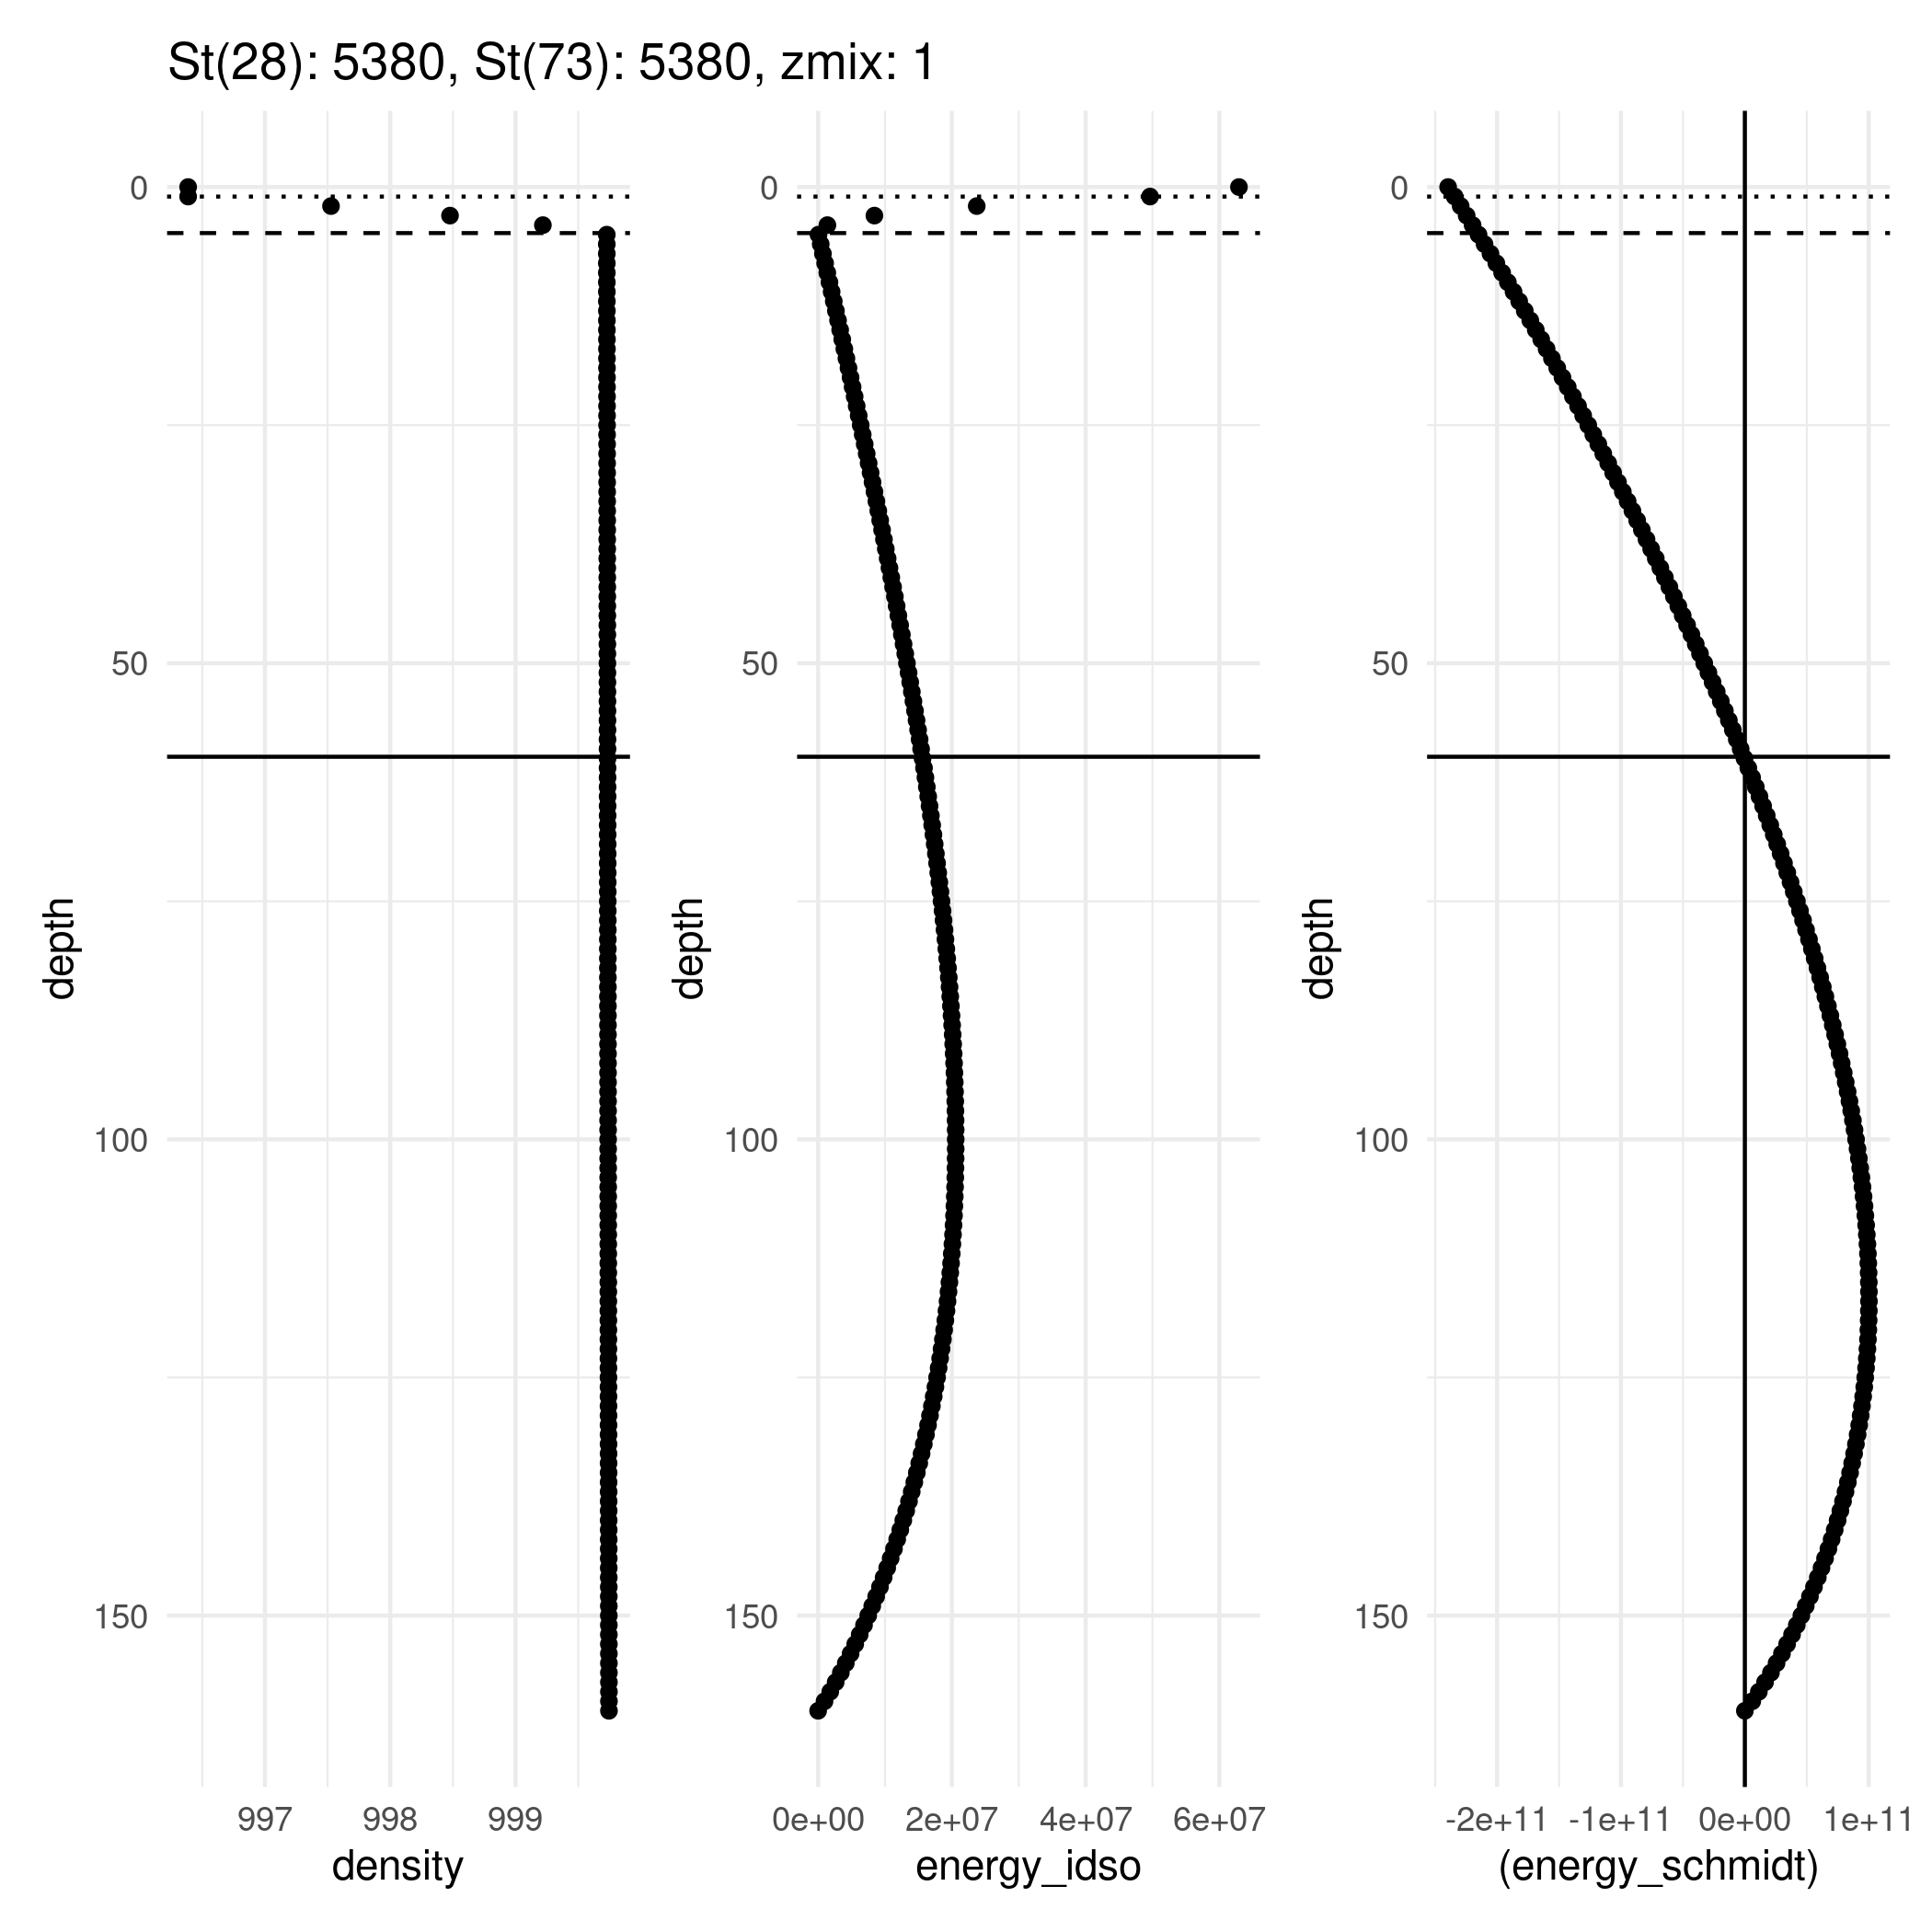 St(28): 5380, St(73): 5380, zmix: 1
depth
0
50
100
150
997 998 999
density
depth
0
50
100
150
0e+00 2e+07 4e+07 6e+07
energy_idso
depth
0
50
100
150
-2e+11 -1e+11 0e+00 1e+11
(energy_schmidt)